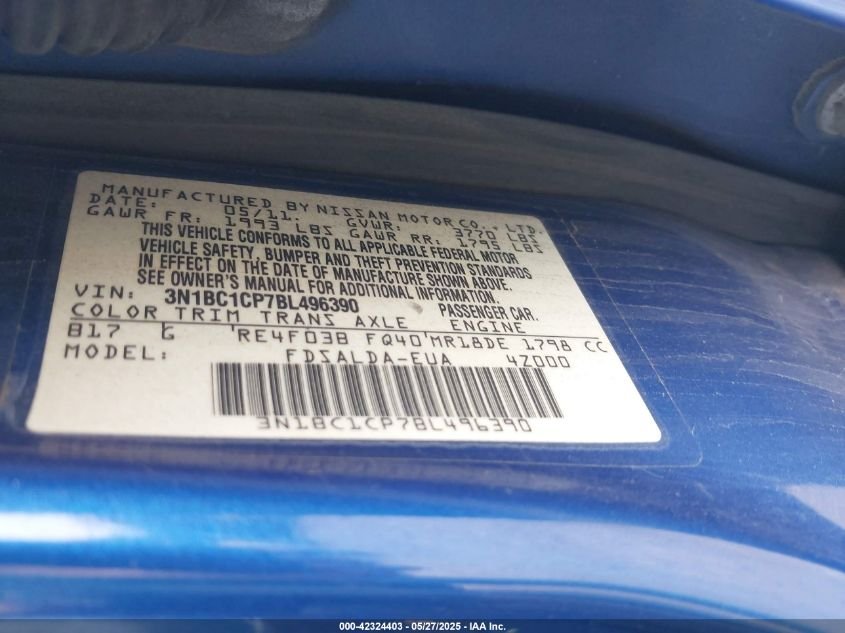 MANUFACTURED BY NISSAN MOTOR CO., LTD.
DATE: 05/11. GVWR: 3770 LBS
GAWR FR: 1993 LBS GAWR RR: 1795 LBS
THIS VEHICLE CONFORMS TO ALL APPLICABLE FEDERAL MOTOR
VEHICLE SAFETY, BUMPER AND THEFT PREVENTION STANDARDS
IN EFFECT ON THE DATE OF MANUFACTURE SHOWN ABOVE.
SEE OWNER'S MANUAL FOR ADDITIONAL INFORMATION.
VIN: 3N1BC1CP7BL496390 PASSENGER CAR.
COLOR TRIM TRANS AXLE ENGINE
B17 G RE4F03B FQ40 MR18DE 1798 CC
MODEL: FDSALDA-EUA 4Z000
3N1BC1CP7BL496390
000-42324403 - 05/27/2025 - IAA Inc.